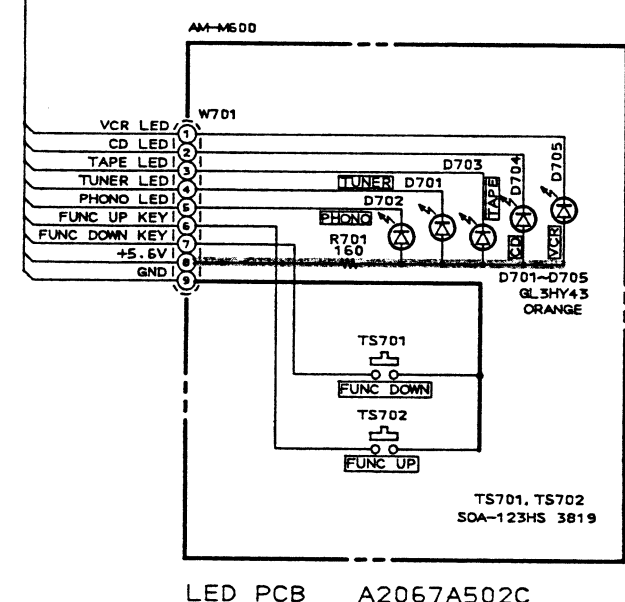 AM-M600
W701
VCR LED 1
CD LED 2
TAPE LED 3
TUNER LED 4
PHONO LED 5
FUNC UP KEY 6
FUNC DOWN KEY 7
+5.6V 8
GND 9
D705
D704
D703
TAPE
TUNER D701
D702
PHONO
R701
160
CD
VCR
D701~D705
GL3HY43
ORANGE
TS701
FUNC DOWN
TS702
FUNC UP
TS701, TS702
SOA-123HS 3819
LED PCB A2067A502C